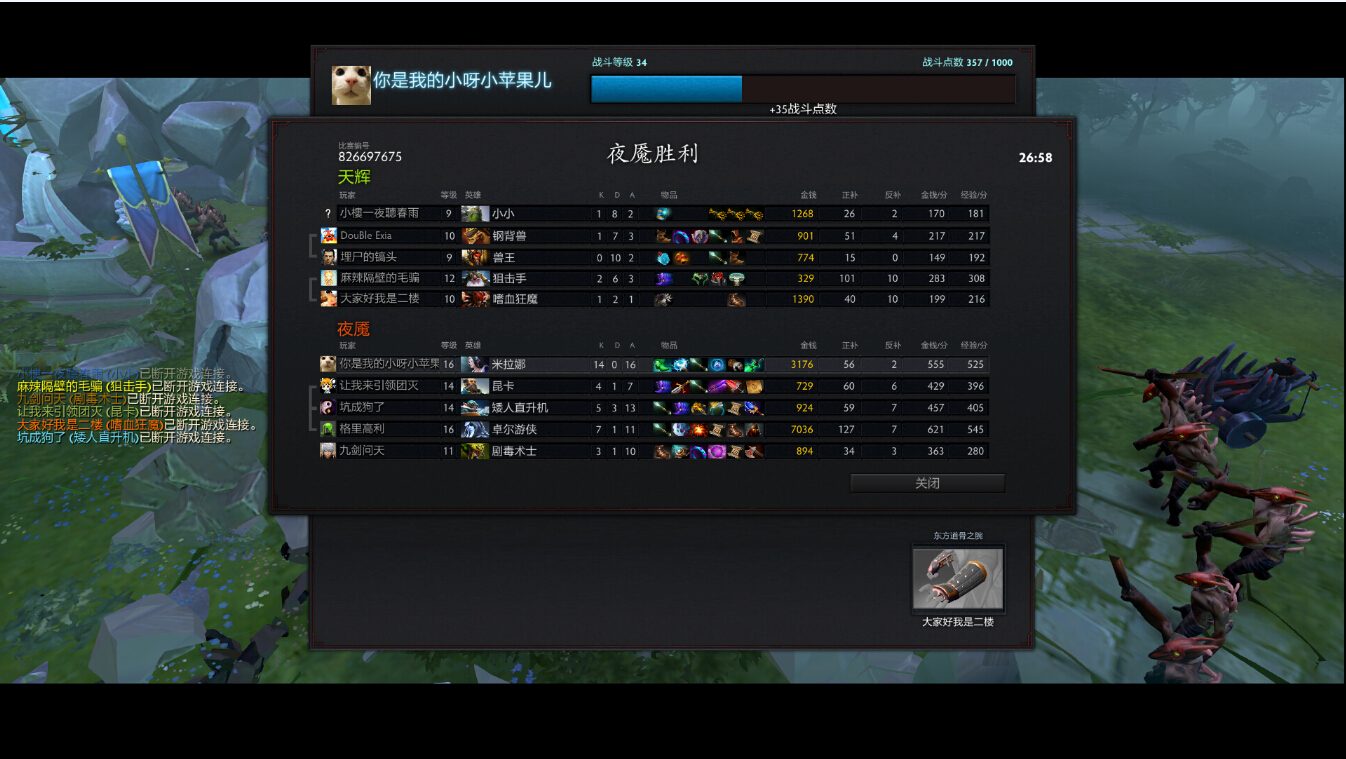 你是我的小呀小苹果儿
战斗等级 34
战斗点数 357 / 1000
+35战斗点数
比赛编号
826697675
夜魇胜利
26:58
天辉
玩家 等级 英雄 K D A 物品 金钱 正补 反补 金钱/分 经验/分
? 小樓一夜聽春雨 9 小小 1 8 2 1268 26 2 170 181
DouBle Exia 10 钢背兽 1 7 3 901 51 4 217 217
埋尸的镐头 9 兽王 0 10 2 774 15 0 149 192
麻辣隔壁的毛骗 12 狙击手 2 6 3 329 101 10 283 308
大家好我是二楼 10 嗜血狂魔 1 2 1 1390 40 10 199 216
夜魇
玩家 等级 英雄 K D A 物品 金钱 正补 反补 金钱/分 经验/分
你是我的小呀小苹果 16 米拉娜 14 0 16 3176 56 2 555 525
让我来引领团灭 14 昆卡 4 1 7 729 60 6 429 396
坑成狗了 14 矮人直升机 5 3 13 924 59 7 457 405
格里高利 16 卓尔游侠 7 1 11 7036 127 7 621 545
九剑问天 11 剧毒术士 3 1 10 894 34 3 363 280
关闭
小樓一夜聽春雨 (小小)已断开游戏连接。
麻辣隔壁的毛骗 (狙击手)已断开游戏连接。
九剑问天 (剧毒术士)已断开游戏连接。
让我来引领团灭 (昆卡)已断开游戏连接。
大家好我是二楼 (嗜血狂魔)已断开游戏连接。
坑成狗了 (矮人直升机)已断开游戏连接。
大家好我是二楼